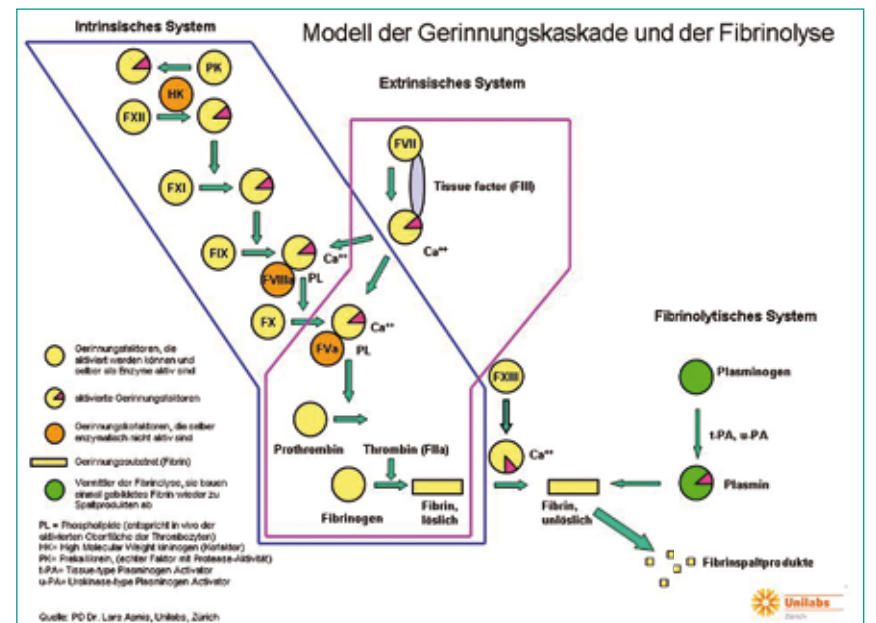 Intrinsisches System
Modell der Gerinnungskaskade und der Fibrinolyse
Extrinsisches System
PK
HK
FXII
FVII
FXI
Tissue factor (FIII)
FIX
Ca⁺⁺
Ca⁺⁺
FVIIIa
PL
FX
Ca⁺⁺
FVa
PL
Fibrinolytisches System
Gerinnungsfaktoren, die
aktiviert werden können und
selber als Enzyme aktiv sind
aktivierte Gerinnungsfaktoren
Gerinnungskofaktoren, die selber
enzymatisch nicht aktiv sind
Gerinnungssubstrat (Fibrin)
Vermittler der Fibrinolyse, sie bauen
einmal gebildetes Fibrin wieder zu
Spaltprodukten ab
FXIII
Plasminogen
t-PA, u-PA
Prothrombin
Thrombin (FIIa)
Ca⁺⁺
Plasmin
Fibrinogen
Fibrin,
löslich
Fibrin,
unlöslich
Fibrinspaltprodukte
PL = Phospholipide (entspricht in vivo der
aktivierten Oberfläche der Thrombozyten)
HK= High Molecular Weight kininogen (Kofaktor)
PK= Prekallikrein, (echter Faktor mit Protease-Aktivität)
t-PA= Tissue-type Plasminogen Activator
u-PA= Urokinase-type Plasminogen Activator
Quelle: PD Dr. Lars Asmis, Unilabs, Zürich
Unilabs
Zürich